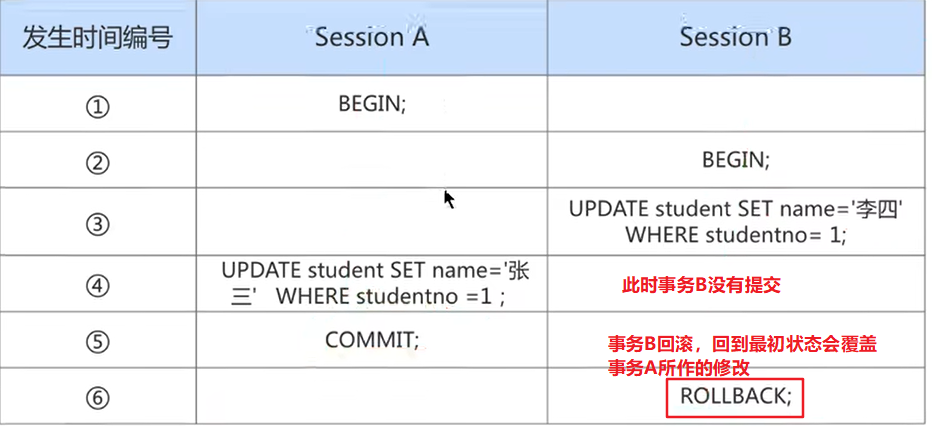 发生时间编号 Session A Session B
① BEGIN;
② BEGIN;
③ UPDATE student SET name='李四'
WHERE studentno= 1;
④ UPDATE student SET name='张
三' WHERE studentno =1 ;
此时事务B没有提交
⑤ COMMIT;
事务B回滚，回到最初状态会覆盖
事务A所作的修改
⑥ ROLLBACK;